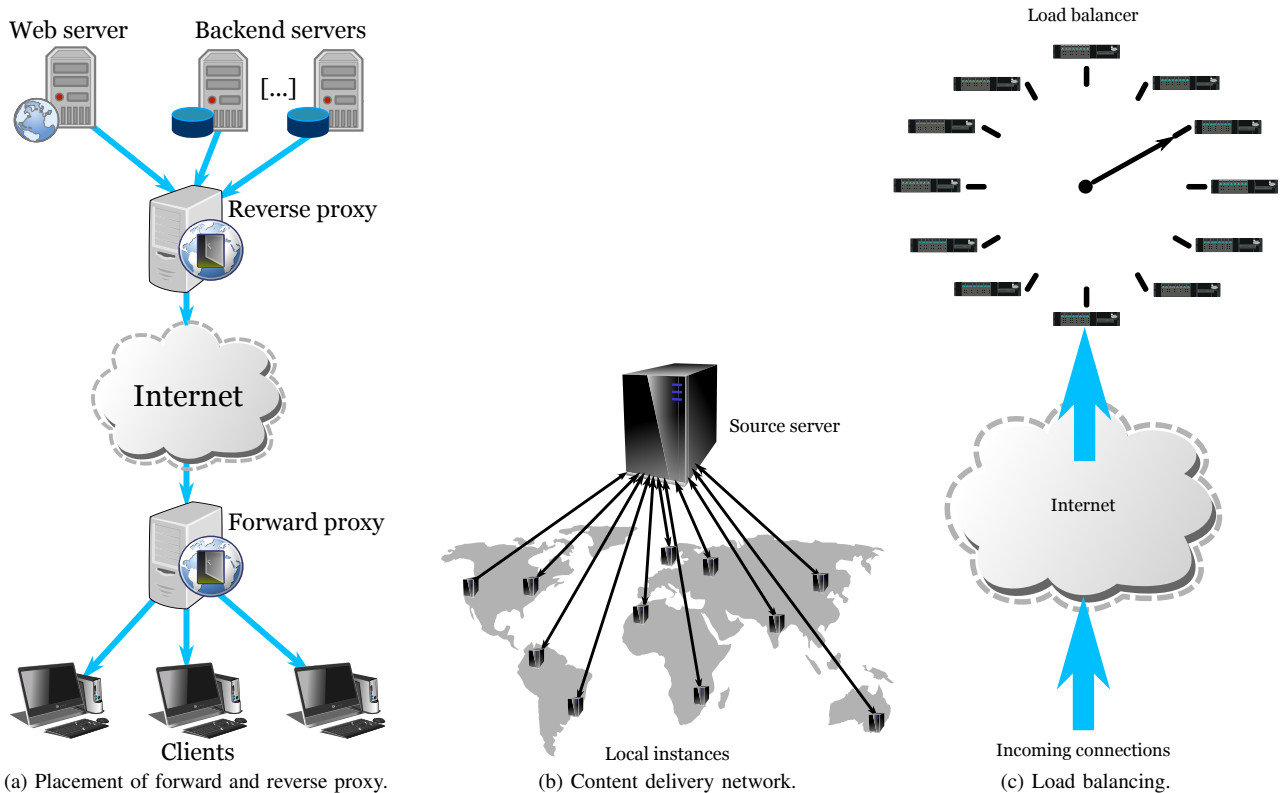 Web server
Backend servers
[...]
Reverse proxy
Internet
Forward proxy
Clients
(a) Placement of forward and reverse proxy.
Source server
Local instances
(b) Content delivery network.
Load balancer
Internet
Incoming connections
(c) Load balancing.